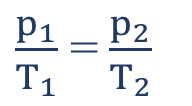 p₁/T₁ = p₂/T₂